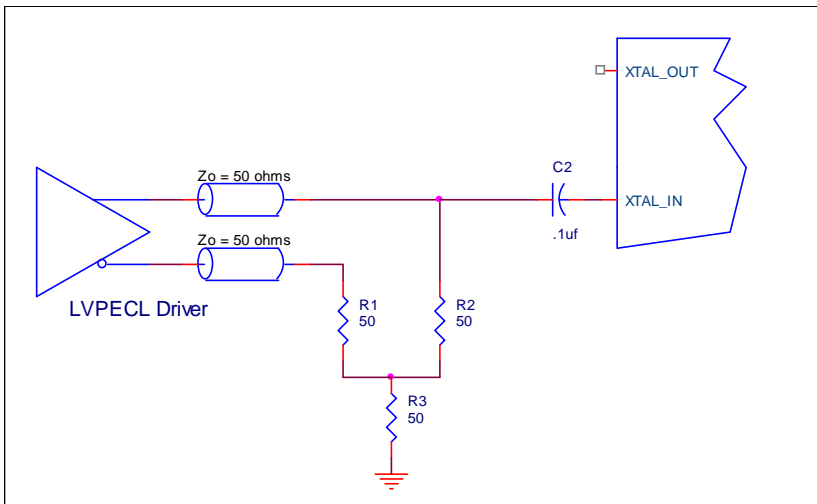 XTAL_OUT
Zo = 50 ohms
C2
XTAL_IN
.1uf
Zo = 50 ohms
LVPECL Driver
R1
50
R2
50
R3
50